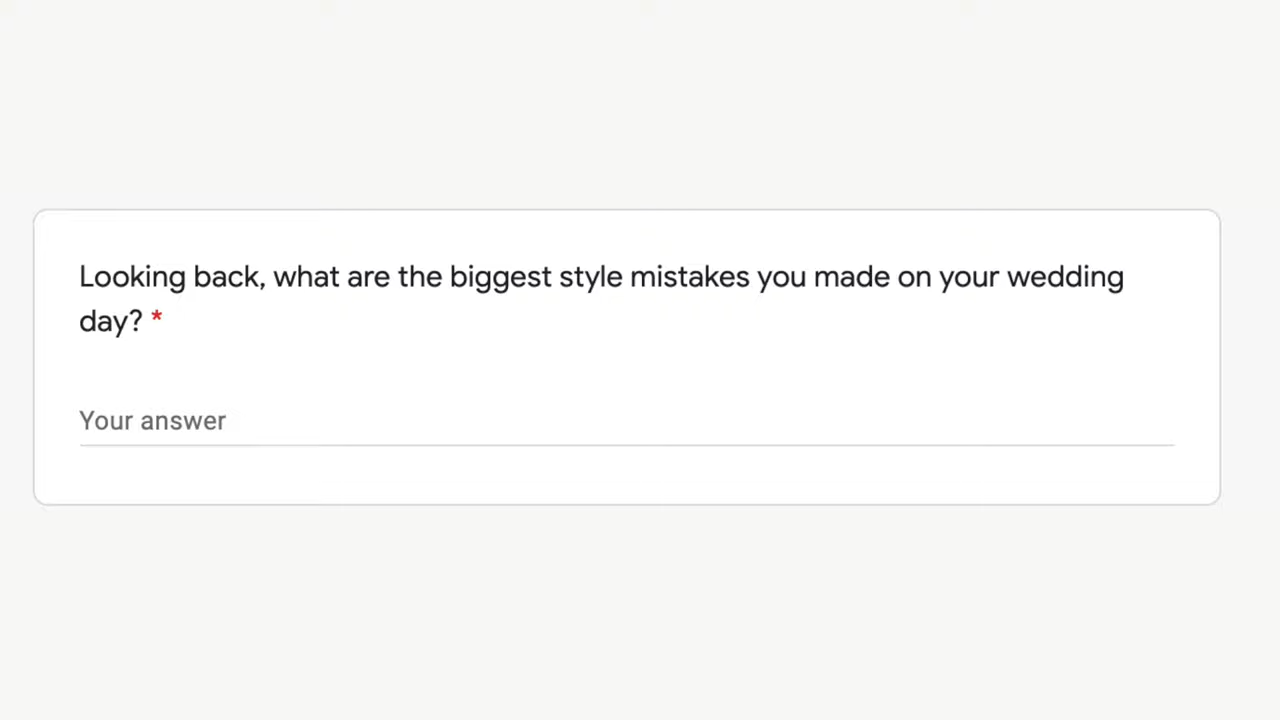 Looking back, what are the biggest style mistakes you made on your wedding
day? *
Your answer